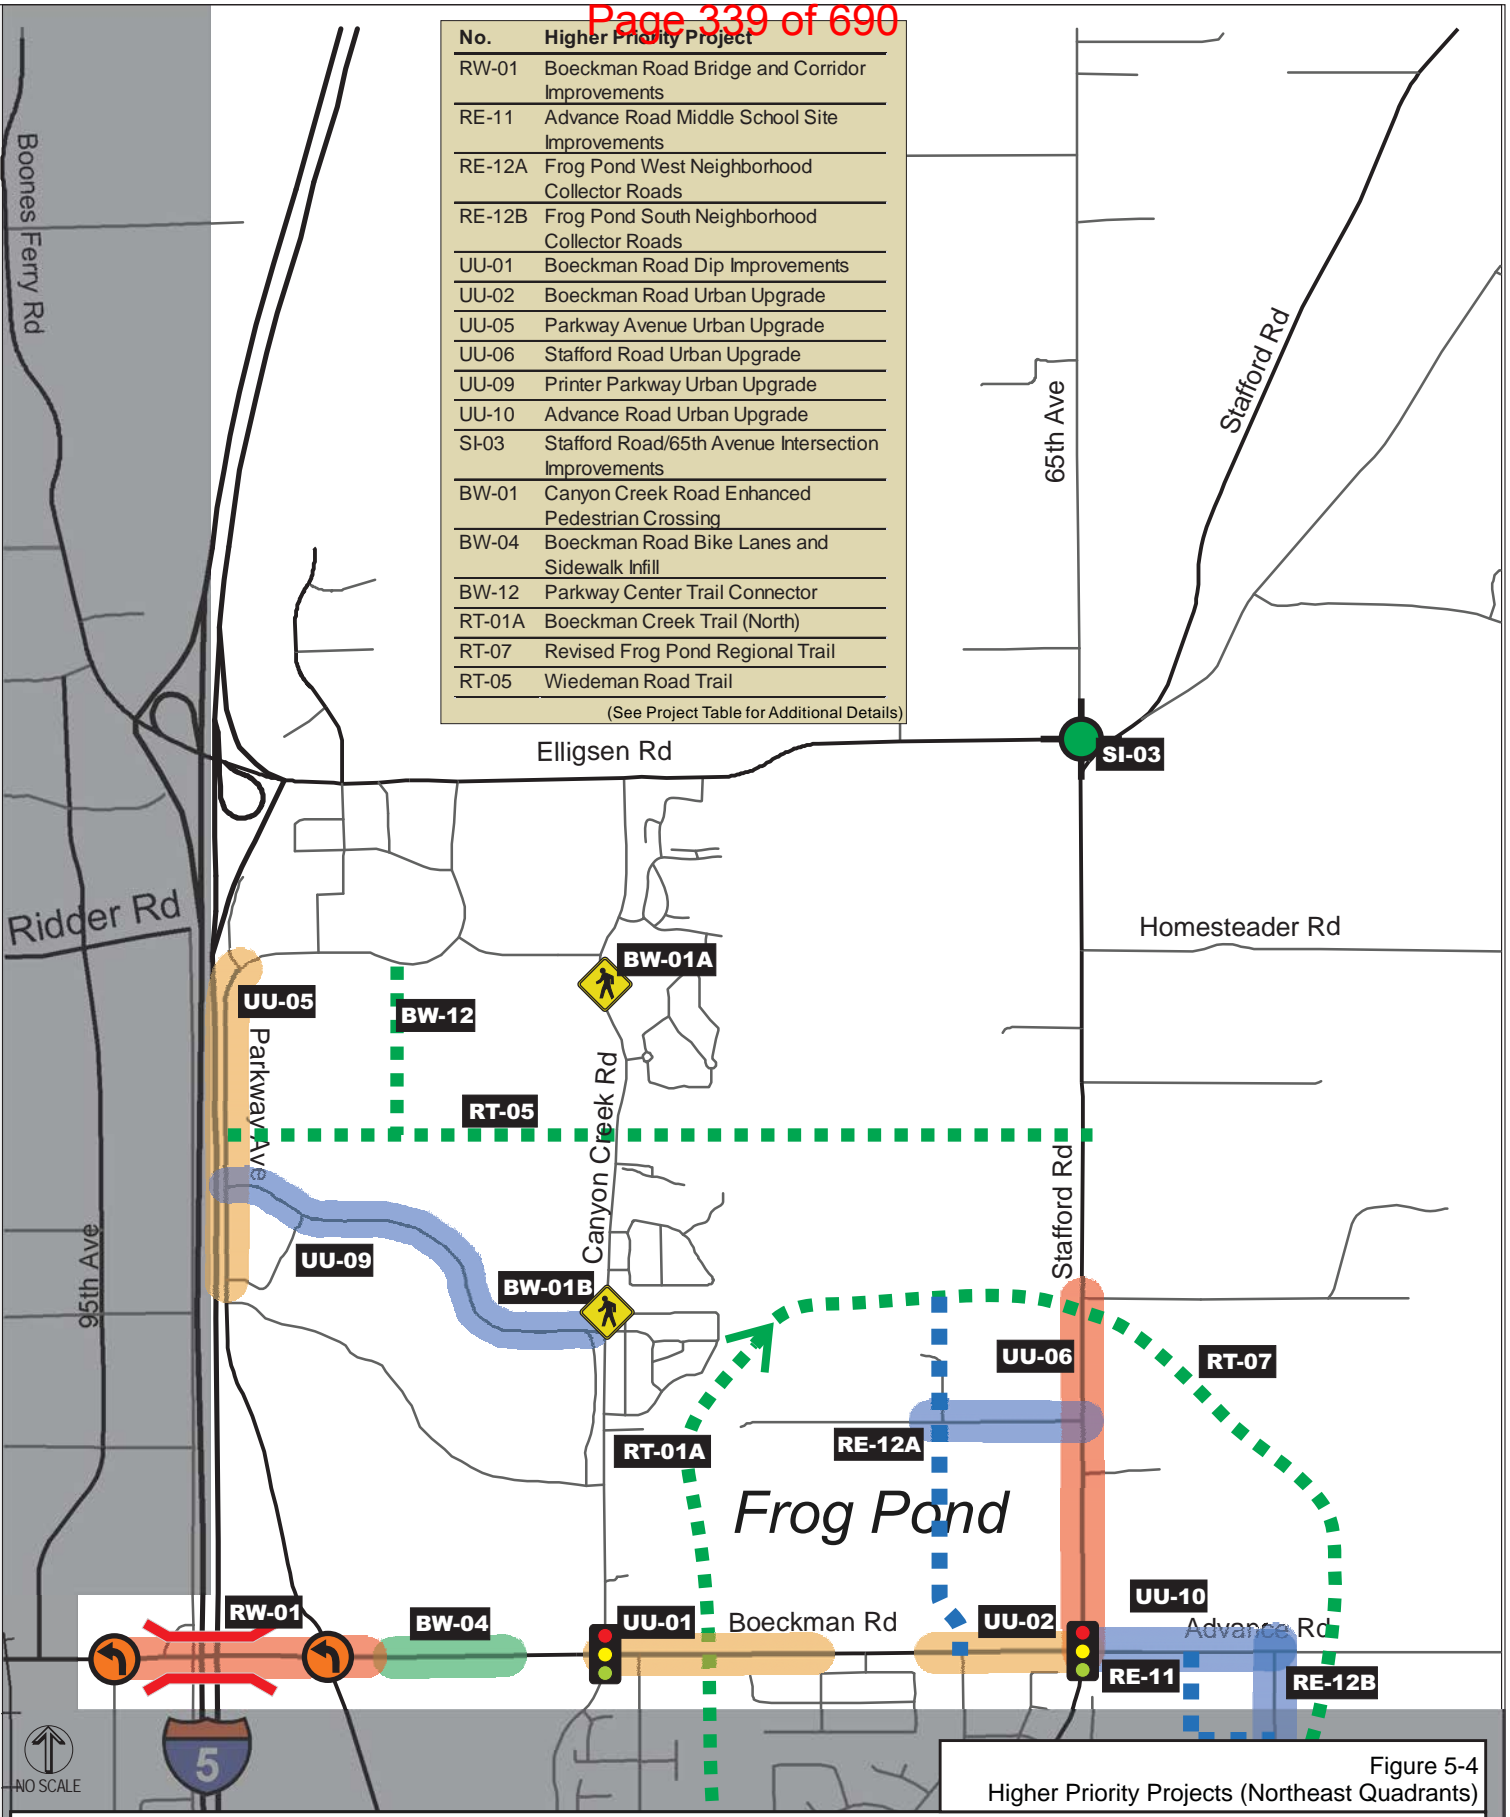 Page 339 of 690
No. Higher Priority Project
RW-01 Boeckman Road Bridge and Corridor
Improvements
RE-11 Advance Road Middle School Site
Improvements
RE-12A Frog Pond West Neighborhood
Collector Roads
RE-12B Frog Pond South Neighborhood
Collector Roads
UU-01 Boeckman Road Dip Improvements
UU-02 Boeckman Road Urban Upgrade
UU-05 Parkway Avenue Urban Upgrade
UU-06 Stafford Road Urban Upgrade
UU-09 Printer Parkway Urban Upgrade
UU-10 Advance Road Urban Upgrade
SI-03 Stafford Road/65th Avenue Intersection
Improvements
BW-01 Canyon Creek Road Enhanced
Pedestrian Crossing
BW-04 Boeckman Road Bike Lanes and
Sidewalk Infill
BW-12 Parkway Center Trail Connector
RT-01A Boeckman Creek Trail (North)
RT-07 Revised Frog Pond Regional Trail
RT-05 Wiedeman Road Trail
(See Project Table for Additional Details)
Boones Ferry Rd
Stafford Rd
65th Ave
Elligsen Rd
SI-03
Ridder Rd
Homesteader Rd
BW-01A
UU-05
BW-12
Parkway Ave
Canyon Creek Rd
RT-05
Stafford Rd
95th Ave
UU-09
BW-01B
UU-06
RT-07
RE-12A
RT-01A
Frog Pond
UU-10
RW-01
BW-04
UU-01
Boeckman Rd
UU-02
Advance Rd
RE-11
RE-12B
5
NO SCALE
Figure 5-4
Higher Priority Projects (Northeast Quadrants)